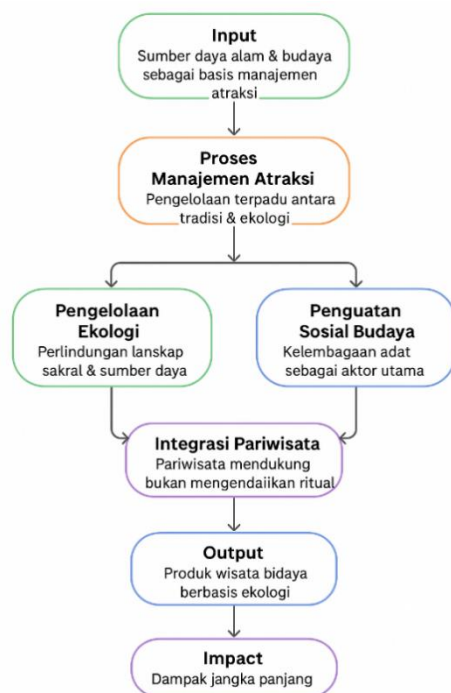 Input
Sumber daya alam & budaya
sebagai basis manajemen
atraksi
Proses
Manajemen Atraksi
Pengelolaan terpadu antara
tradisi & ekologi
Pengelolaan
Ekologi
Perlindungan lanskap
sakral & sumber daya
Penguatan
Sosial Budaya
Kelembagaan adat
sebagai aktor utama
Integrasi Pariwisata
Pariwisata mendukung
bukan mengendaiikan ritual
Output
Produk wisata bidaya
berbasis ekologi
Impact
Dampak jangka panjang